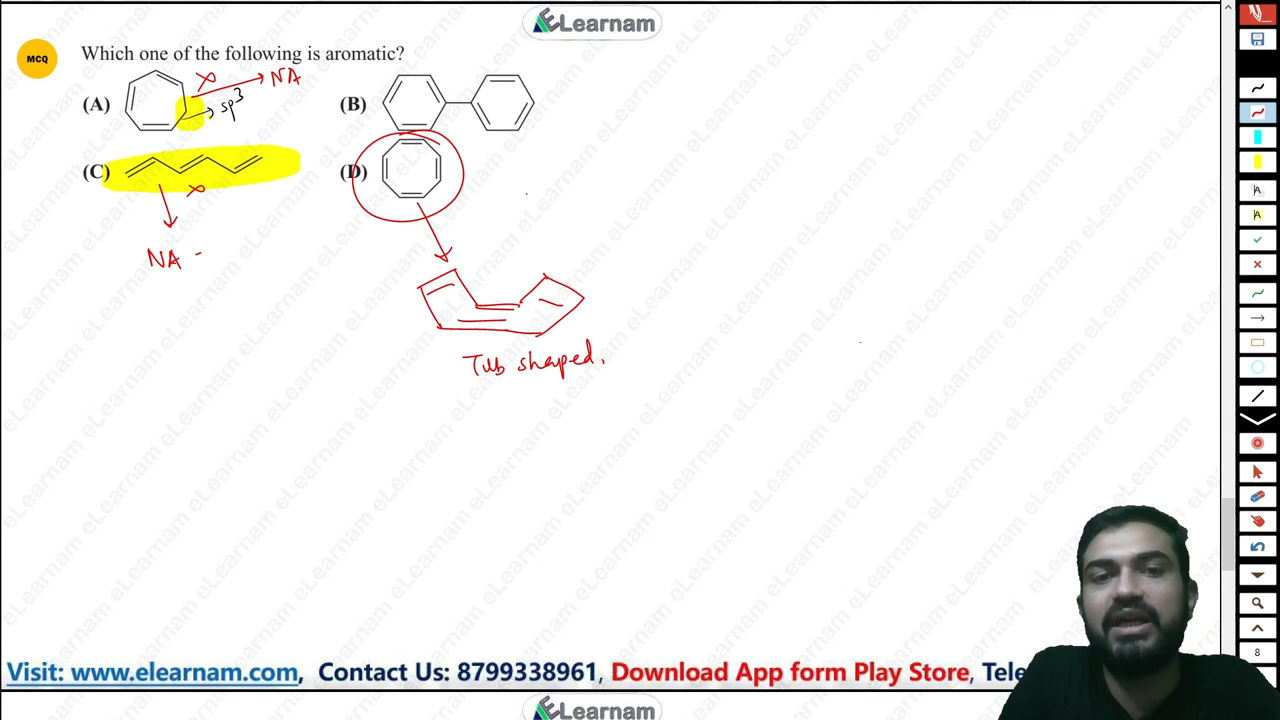 eLearnam
MCQ Which one of the following is aromatic?
(A) x → NA
→ sp³
(B)
(C) x
(D)
NA -
Tub shaped.
8
Visit: www.elearnam.com, Contact Us: 8799338961, Download App form Play Store, Tele
eLearnam